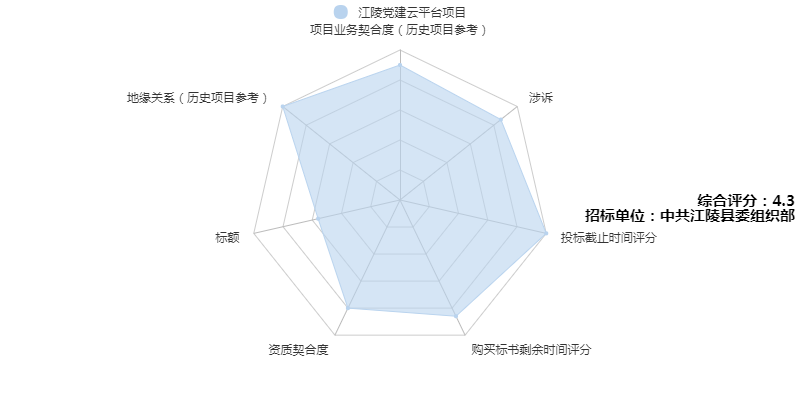 江陵党建云平台项目
项目业务契合度（历史项目参考）
地缘关系（历史项目参考）
涉诉
综合评分：4.3
招标单位：中共江陵县委组织部
标额
投标截止时间评分
资质契合度
购买标书剩余时间评分